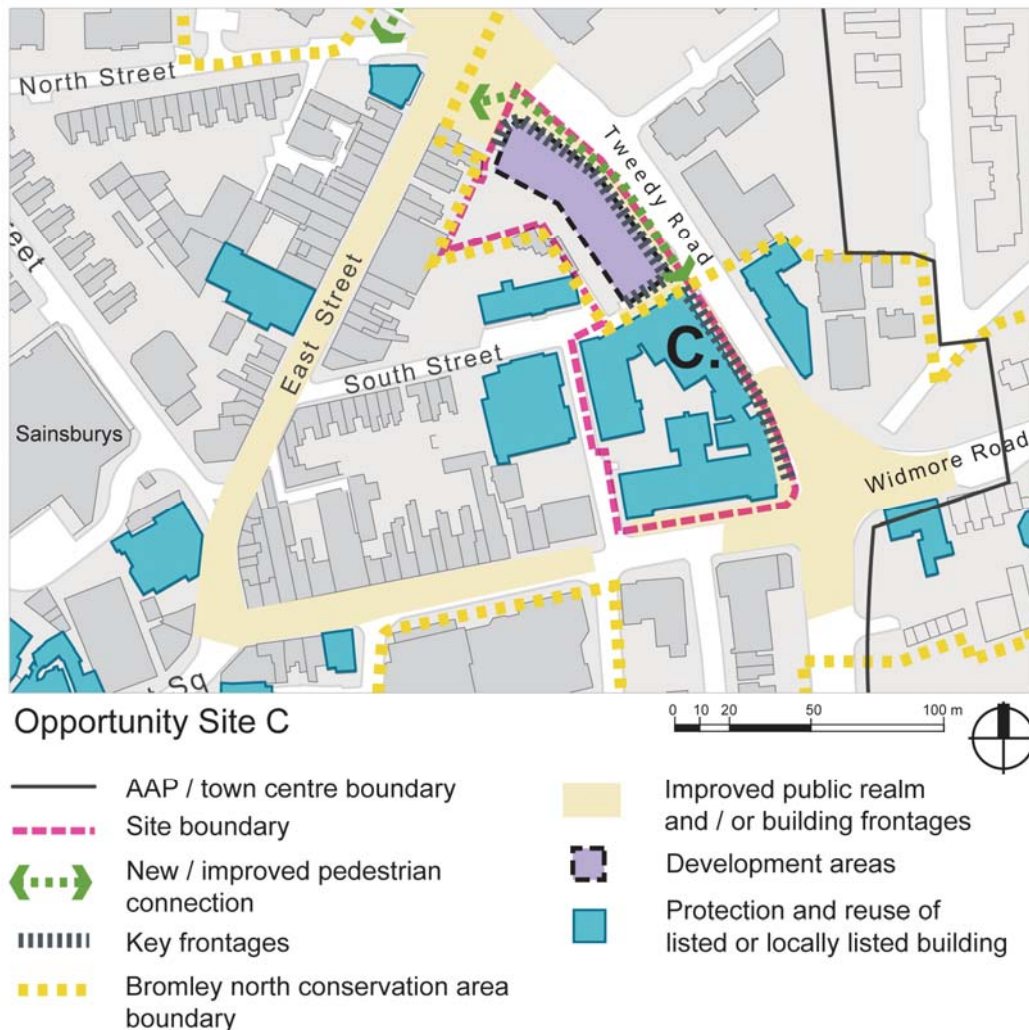 North Street
Tweedy Road
East Street
South Street
C.
Sainsburys
Widmore Road
Sq
Opportunity Site C
0 10 20 50 100 m
AAP / town centre boundary
Site boundary
New / improved pedestrian
connection
Key frontages
Bromley north conservation area
boundary
Improved public realm
and / or building frontages
Development areas
Protection and reuse of
listed or locally listed building